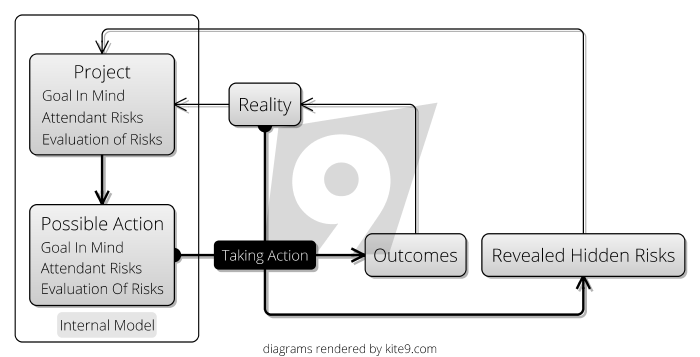 Project
Goal In Mind
Attendant Risks
Evaluation of Risks
Reality
Possible Action
Goal In Mind
Attendant Risks
Evaluation Of Risks
Internal Model
Taking Action
Outcomes
Revealed Hidden Risks
diagrams rendered by kite9.com